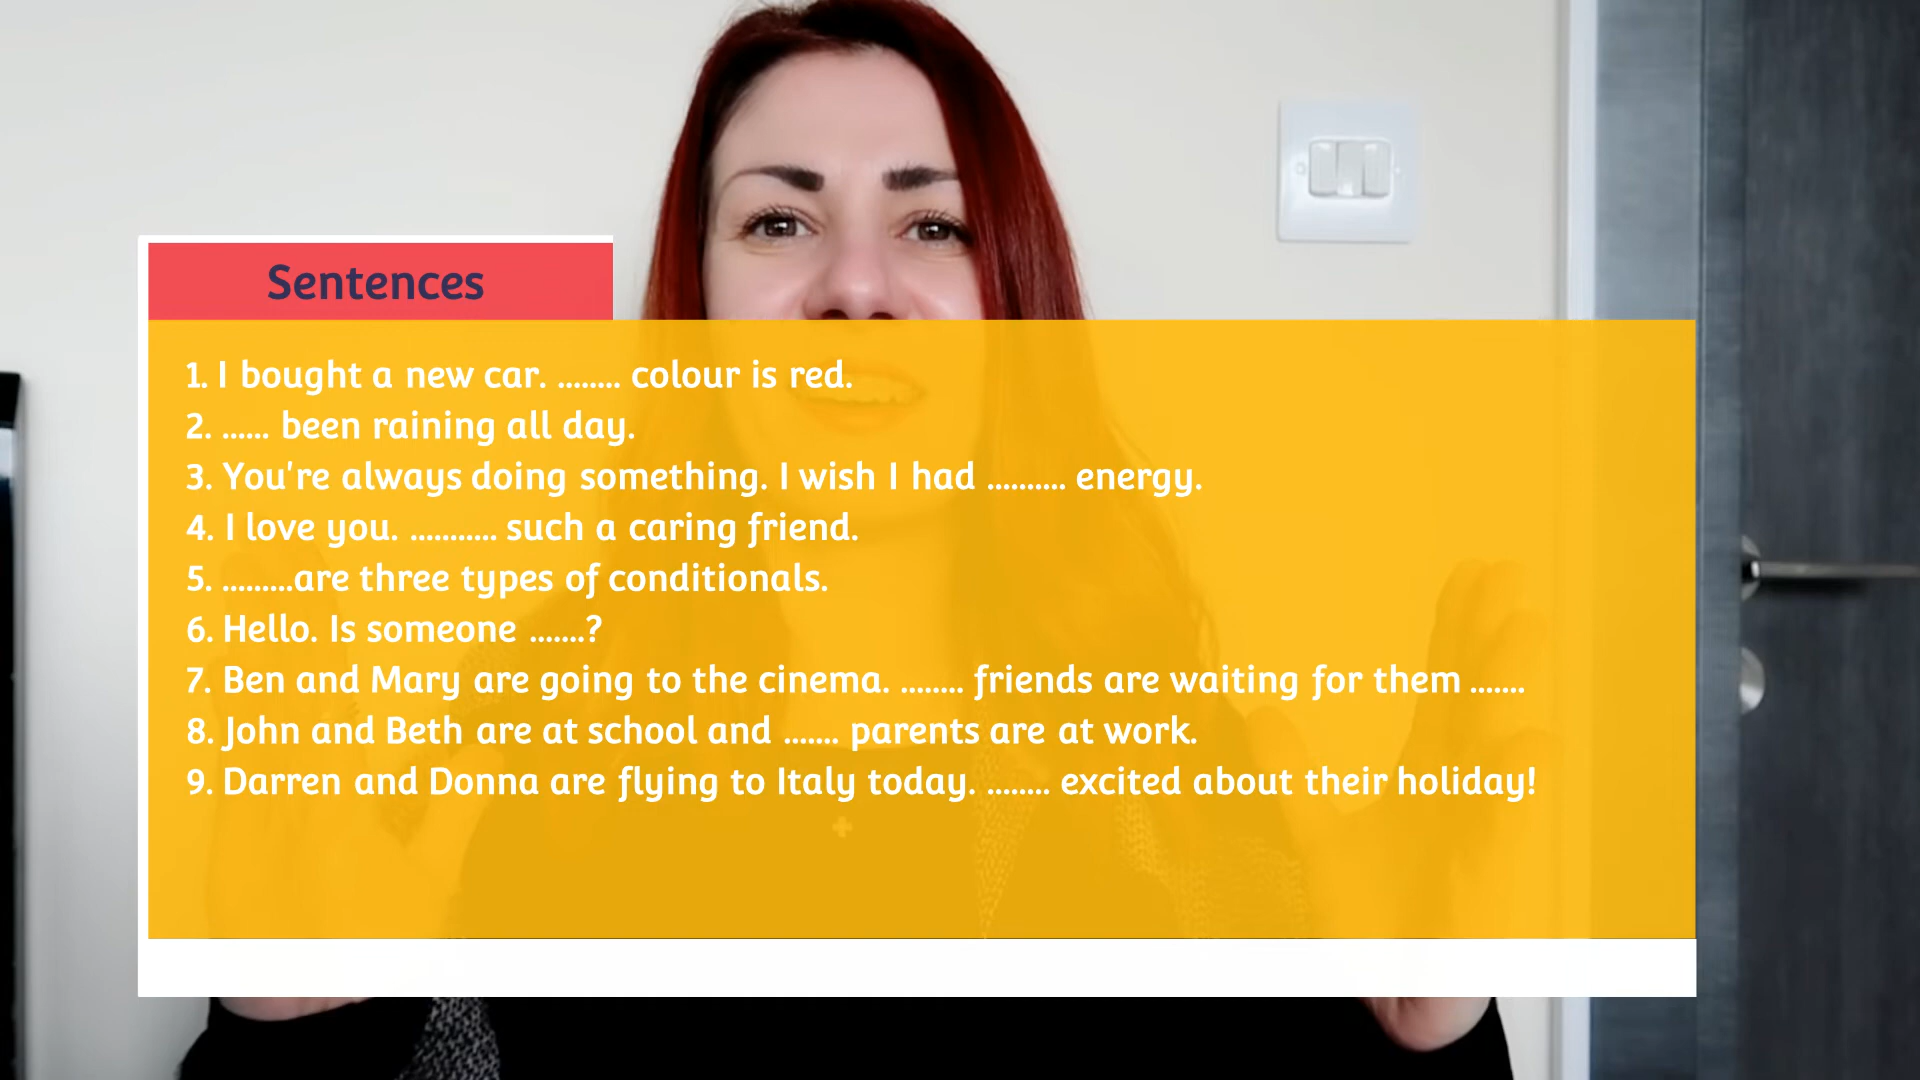 Sentences
1. I bought a new car. ........ colour is red.
2. ...... been raining all day.
3. You're always doing something. I wish I had .......... energy.
4. I love you. ........... such a caring friend.
5. .........are three types of conditionals.
6. Hello. Is someone .......?
7. Ben and Mary are going to the cinema. ........ friends are waiting for them .......
8. John and Beth are at school and ....... parents are at work.
9. Darren and Donna are flying to Italy today. ........ excited about their holiday!